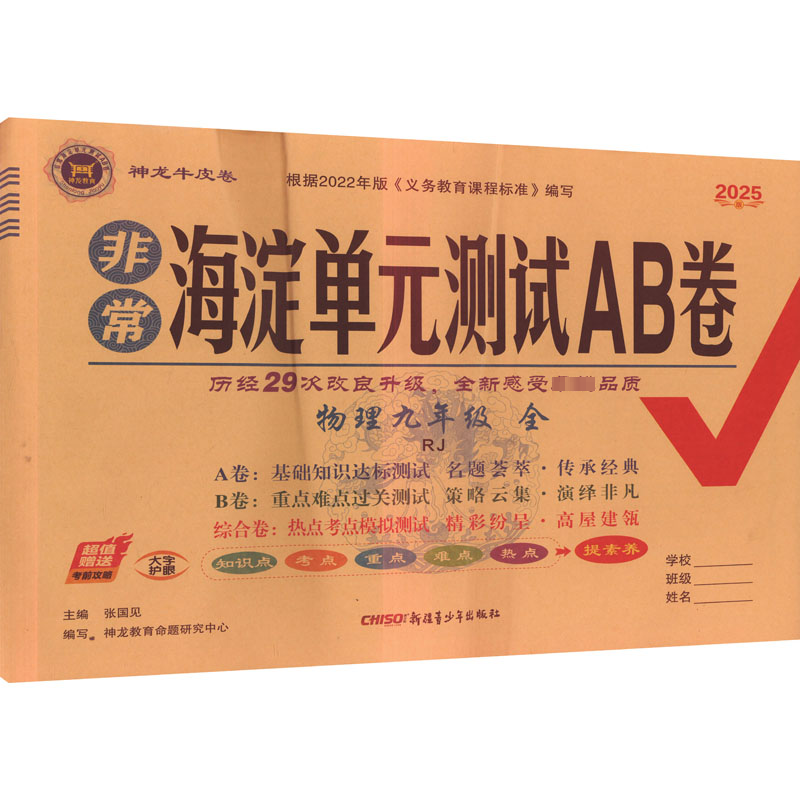 神龙教育
神龙牛皮卷
根据2022年版《义务教育课程标准》编写
2025
非常
海淀单元测试AB卷
历经29次改良升级，全新感受 品质
物理九年级 全
RJ
A卷：基础知识达标测试 名题荟萃·传承经典
B卷：重点难点过关测试 策略云集·演绎非凡
综合卷：热点考点模拟测试 精彩纷呈·高屋建瓴
超值赠送
考前攻略
大字护眼
知识点 考点 重点 难点 热点 提素养
学校
班级
姓名
主编 张国见
编写 神龙教育命题研究中心
CHISO 新疆青少年出版社